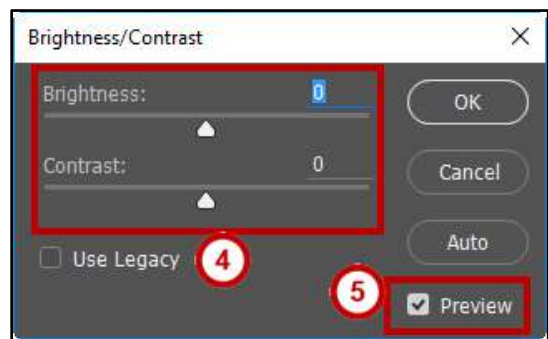 Brightness/Contrast
Brightness: 0
OK
Contrast: 0
Cancel
Auto
Use Legacy 4
5 Preview